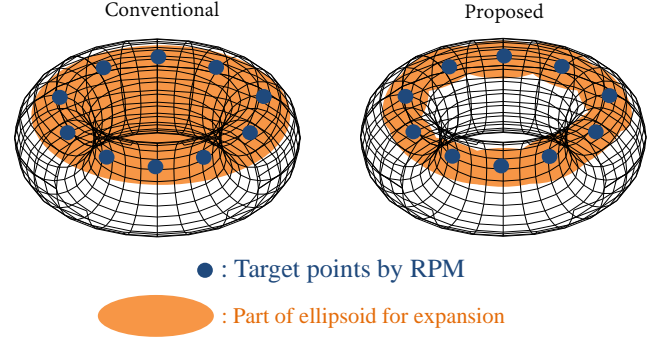 Conventional
Proposed
: Target points by RPM
: Part of ellipsoid for expansion